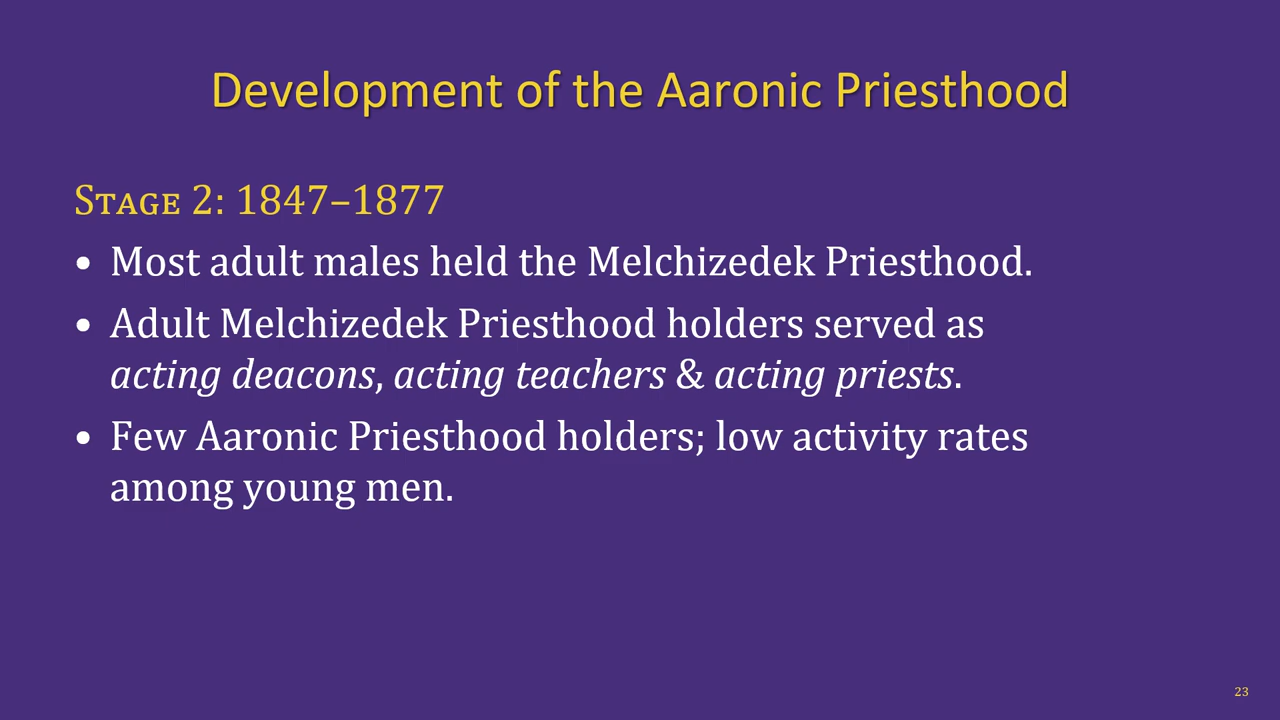 Development of the Aaronic Priesthood
Stage 2: 1847–1877
• Most adult males held the Melchizedek Priesthood.
• Adult Melchizedek Priesthood holders served as
acting deacons, acting teachers & acting priests.
• Few Aaronic Priesthood holders; low activity rates
among young men.
23